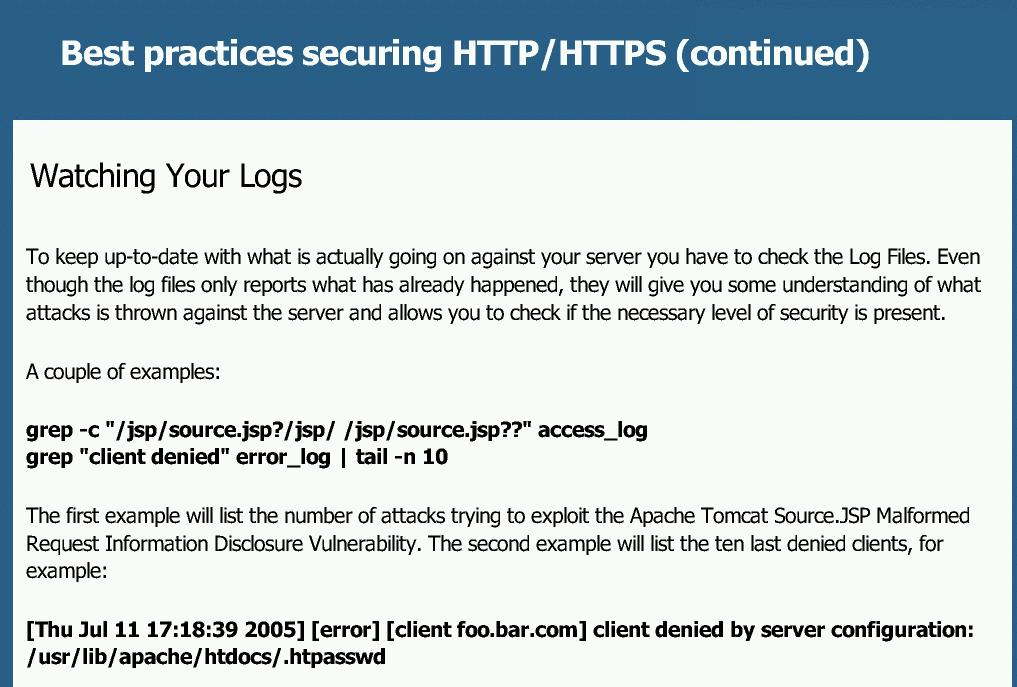 Best practices securing HTTP/HTTPS (continued)
Watching Your Logs
To keep up-to-date with what is actually going on against your server you have to check the Log Files. Even
though the log files only reports what has already happened, they will give you some understanding of what
attacks is thrown against the server and allows you to check if the necessary level of security is present.
A couple of examples:
grep -c "/jsp/source.jsp?/jsp/ /jsp/source.jsp??" access_log
grep "client denied" error_log | tail -n 10
The first example will list the number of attacks trying to exploit the Apache Tomcat Source.JSP Malformed
Request Information Disclosure Vulnerability. The second example will list the ten last denied clients, for
example:
[Thu Jul 11 17:18:39 2005] [error] [client foo.bar.com] client denied by server configuration:
/usr/lib/apache/htdocs/.htpasswd